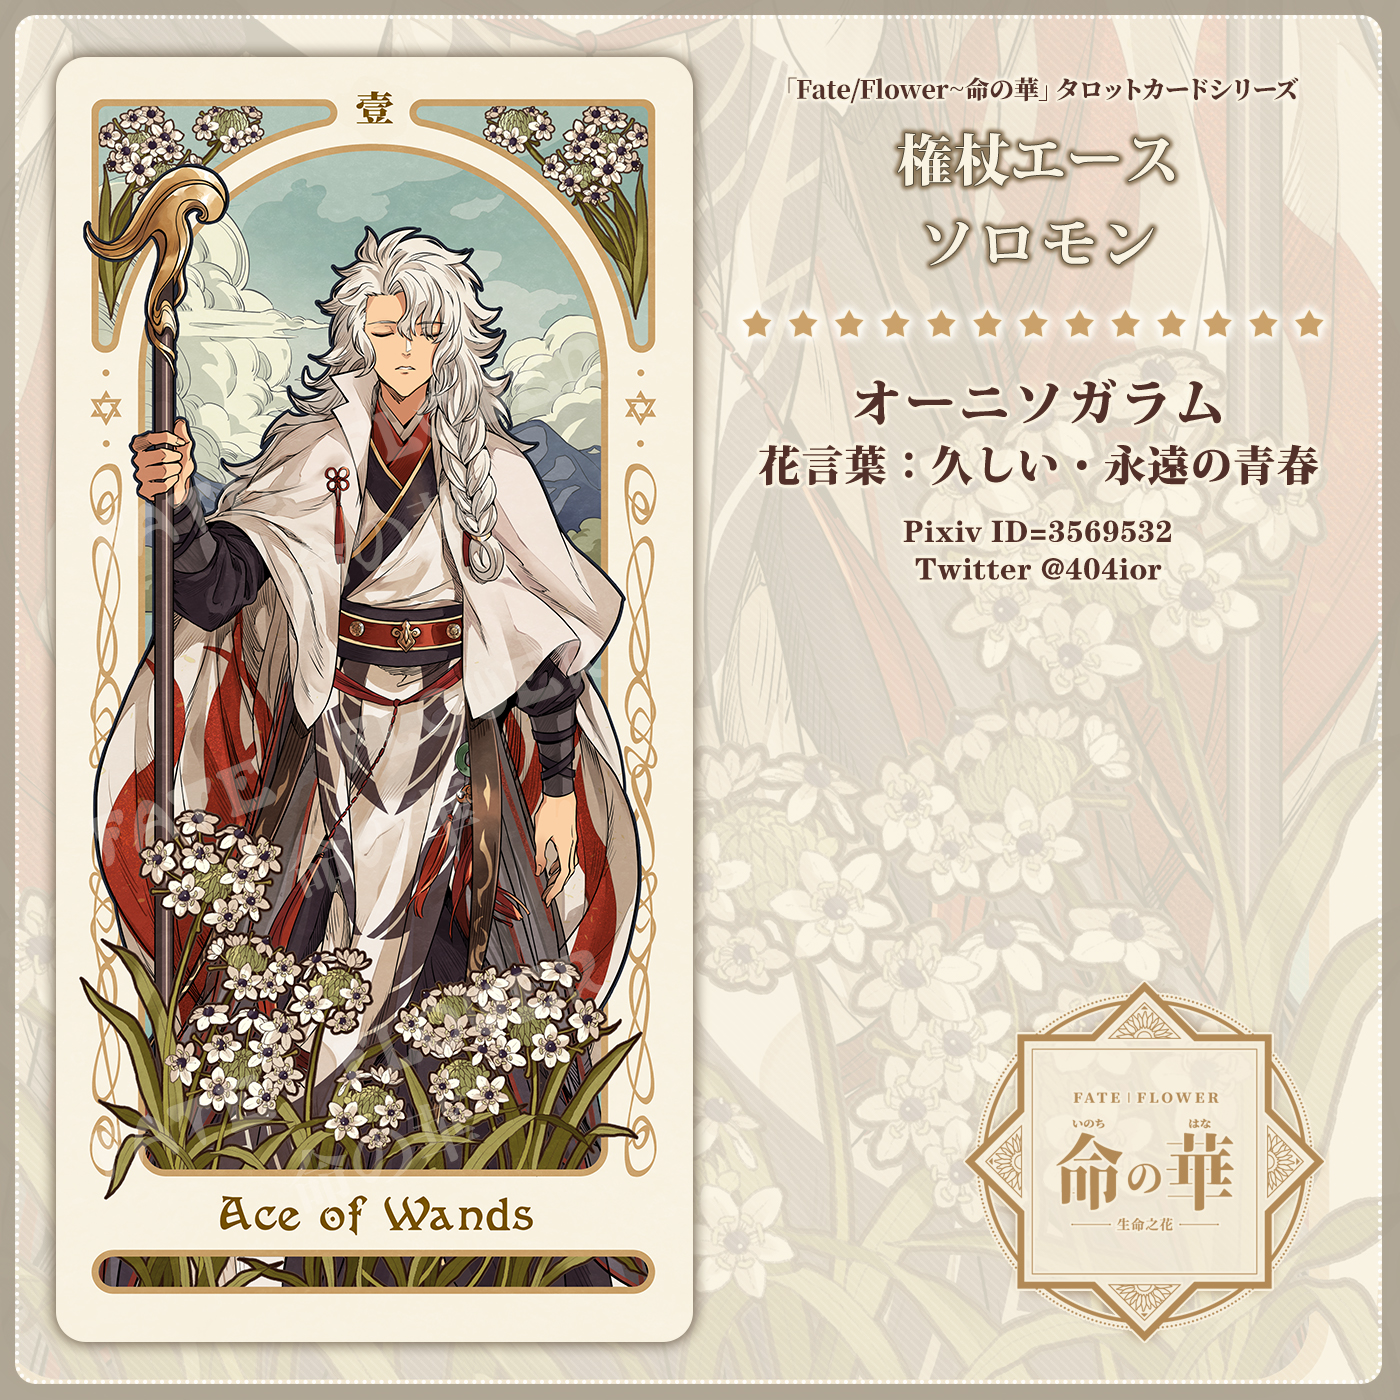 壹
Ace of Wands
「Fate/Flower~命の華」タロットカードシリーズ
権杖エース
ソロモン
オーニソガラム
花言葉：久しい・永遠の青春
Pixiv ID=3569532
Twitter @404ior
FATE | FLOWER
いのち はな
命の華
生命之花